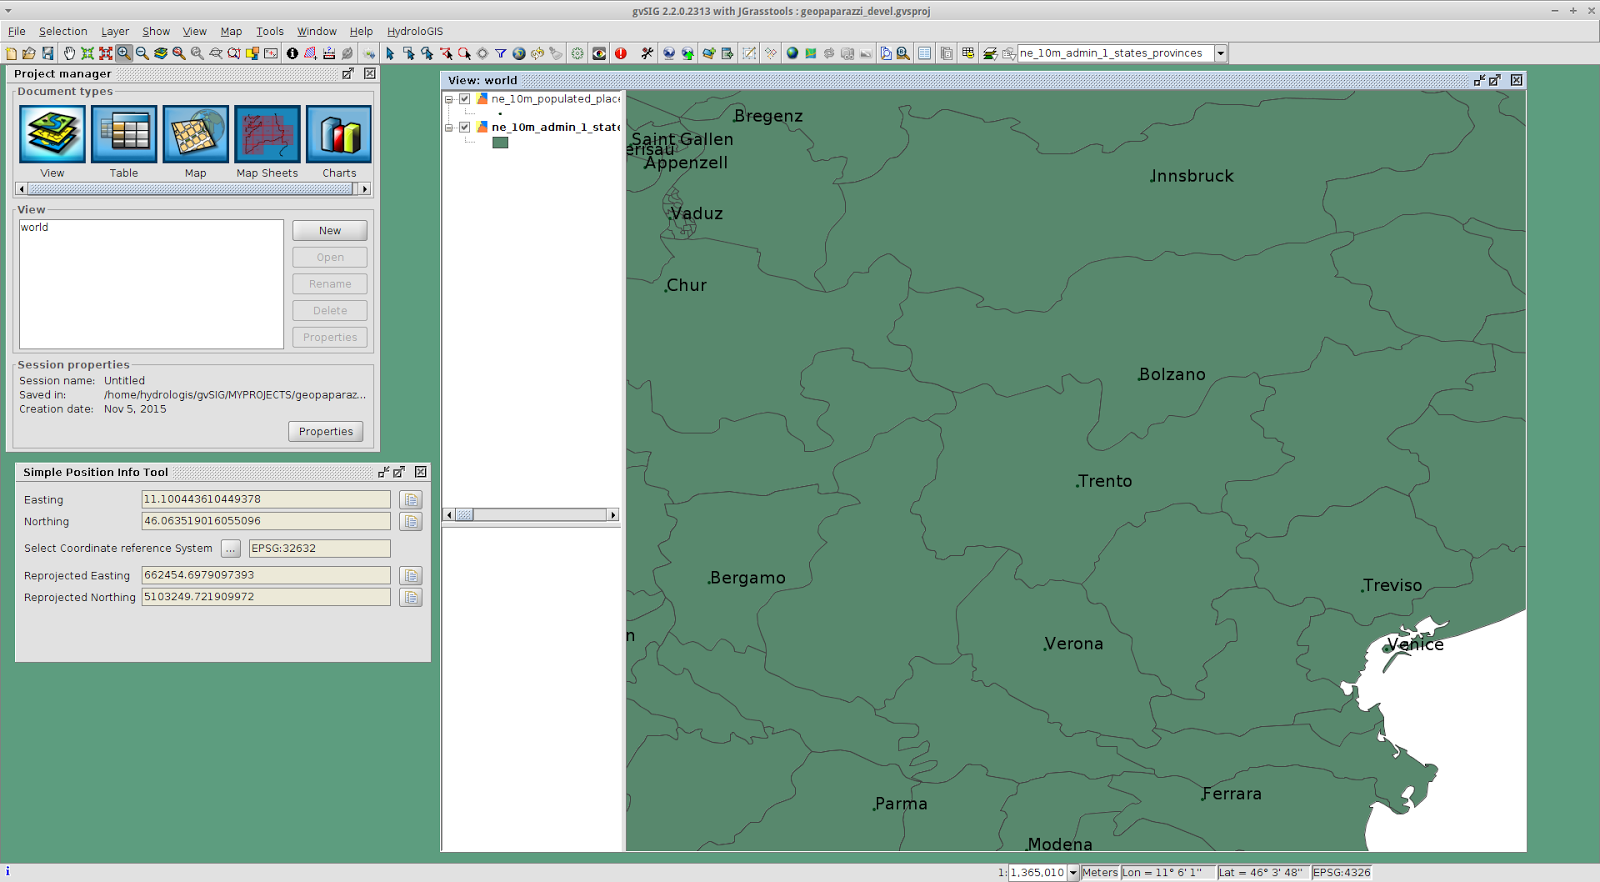 gvSIG 2.2.0.2313 with JGrasstools : geopaparazzi_devel.gvsproj
File Selection Layer Show View Map Tools Window Help HydroloGIS
ne_10m_admin_1_states_provinces
Project manager
Document types
View Table Map Map Sheets Charts
View
world
New
Open
Rename
Delete
Properties
Session properties
Session name: Untitled
Saved in: /home/hydrologis/gvSIG/MYPROJECTS/geopaparaz...
Creation date: Nov 5, 2015
Properties
Simple Position Info Tool
Easting 11.100443610449378
Northing 46.063519016055096
Select Coordinate reference System ... EPSG:32632
Reprojected Easting 662454.6979097393
Reprojected Northing 5103249.721909972
View: world
ne_10m_populated_place
ne_10m_admin_1_state
Bregenz
Saint Gallen
erisau
Appenzell
Innsbruck
Vaduz
Chur
Bolzano
Trento
Bergamo
Treviso
n
Verona
Venice
Parma
Ferrara
Modena
i
1: 1,365,010 Meters Lon = 11° 6' 1'' Lat = 46° 3' 48'' EPSG:4326